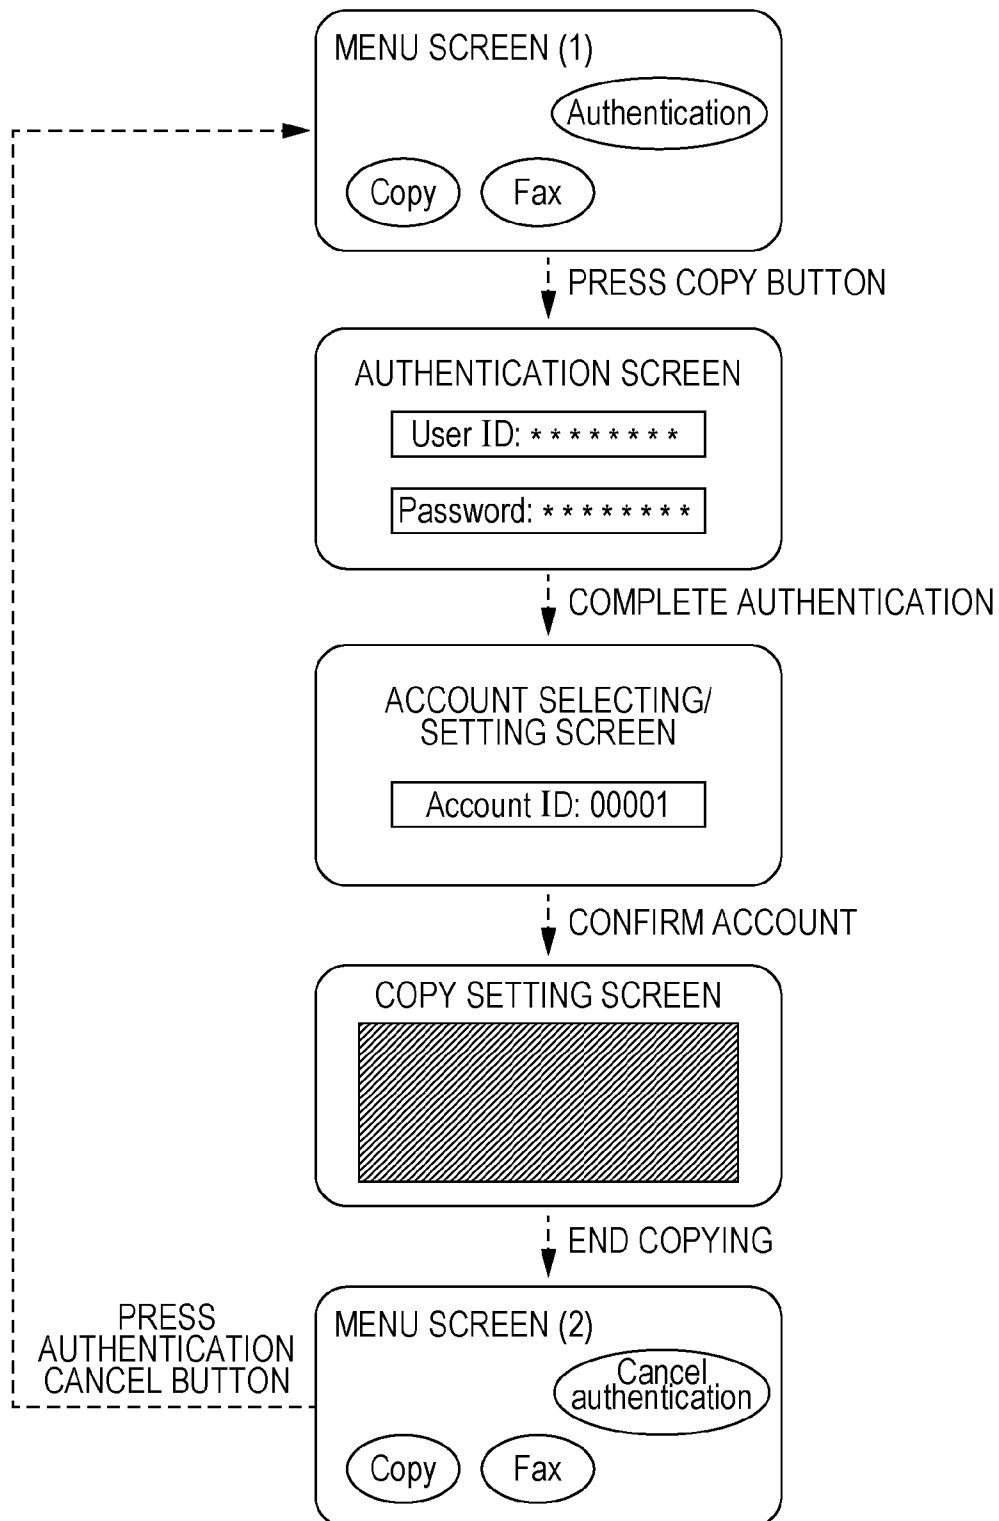 MENU SCREEN (1)
Authentication
Copy
Fax
PRESS COPY BUTTON
AUTHENTICATION SCREEN
User ID: * * * * * * * *
Password: * * * * * * * *
COMPLETE AUTHENTICATION
ACCOUNT SELECTING/
SETTING SCREEN
Account ID: 00001
CONFIRM ACCOUNT
COPY SETTING SCREEN
END COPYING
PRESS
AUTHENTICATION
CANCEL BUTTON
MENU SCREEN (2)
Cancel
authentication
Copy
Fax